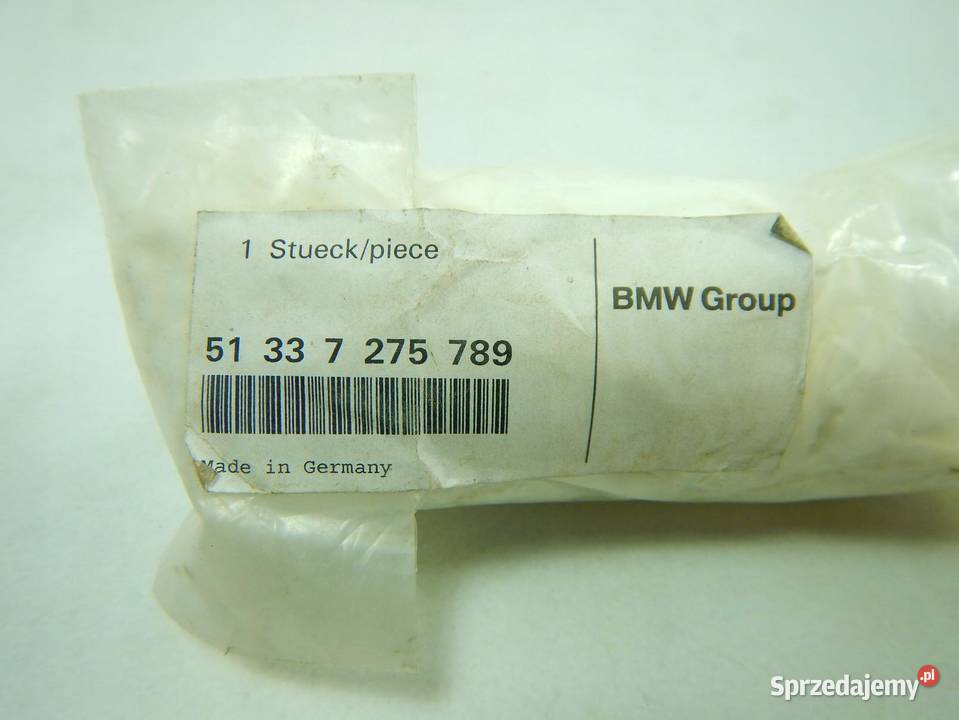 1 Stueck/piece
BMW Group
51 33 7 275 789
Made in Germany
Sprzedajemy.pl